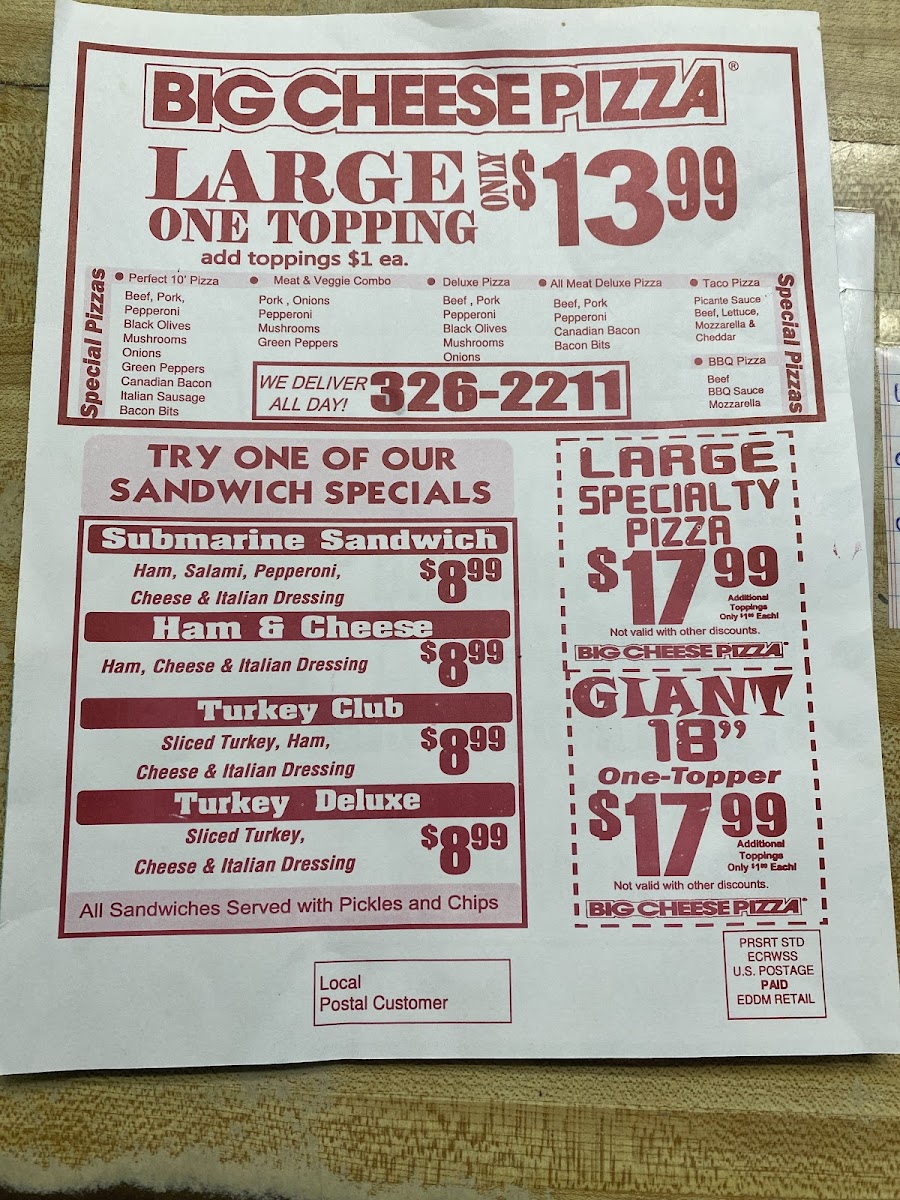 BIG CHEESE PIZZA®
LARGE
ONE TOPPING
ONLY
$13.99
add toppings $1 ea.
Special Pizzas
• Perfect 10' Pizza
Beef, Pork,
Pepperoni
Black Olives
Mushrooms
Onions
Green Peppers
Canadian Bacon
Italian Sausage
Bacon Bits
• Meat & Veggie Combo
Pork , Onions
Pepperoni
Mushrooms
Green Peppers
• Deluxe Pizza
Beef , Pork
Pepperoni
Black Olives
Mushrooms
Onions
• All Meat Deluxe Pizza
Beef, Pork
Pepperoni
Canadian Bacon
Bacon Bits
• Taco Pizza
Picante Sauce
Beef, Lettuce,
Mozzarella &
Cheddar
• BBQ Pizza
Beef
BBQ Sauce
Mozzarella
Special Pizzas
WE DELIVER
ALL DAY!
326-2211
TRY ONE OF OUR
SANDWICH SPECIALS
Submarine Sandwich
Ham, Salami, Pepperoni,
Cheese & Italian Dressing
$8.99
Ham & Cheese
Ham, Cheese & Italian Dressing
$8.99
Turkey Club
Sliced Turkey, Ham,
Cheese & Italian Dressing
$8.99
Turkey Deluxe
Sliced Turkey,
Cheese & Italian Dressing
$8.99
All Sandwiches Served with Pickles and Chips
LARGE
SPECIALTY
PIZZA
$17.99
Additional
Toppings
Only $1.00 Each!
Not valid with other discounts.
BIG CHEESE PIZZA®
GIANT
18”
One-Topper
$17.99
Additional
Toppings
Only $1.00 Each!
Not valid with other discounts.
BIG CHEESE PIZZA®
Local
Postal Customer
PRSRT STD
ECRWSS
U.S. POSTAGE
PAID
EDDM RETAIL